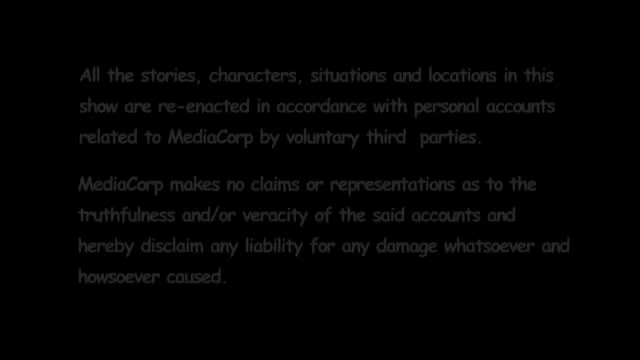 All the stories, characters, situations and locations in this
show are re-enacted in accordance with personal accounts
related to MediaCorp by voluntary third parties.
MediaCorp makes no claims or representations as to the
truthfulness and/or veracity of the said accounts and
hereby disclaim any liability for any damage whatsoever and
howsoever caused.